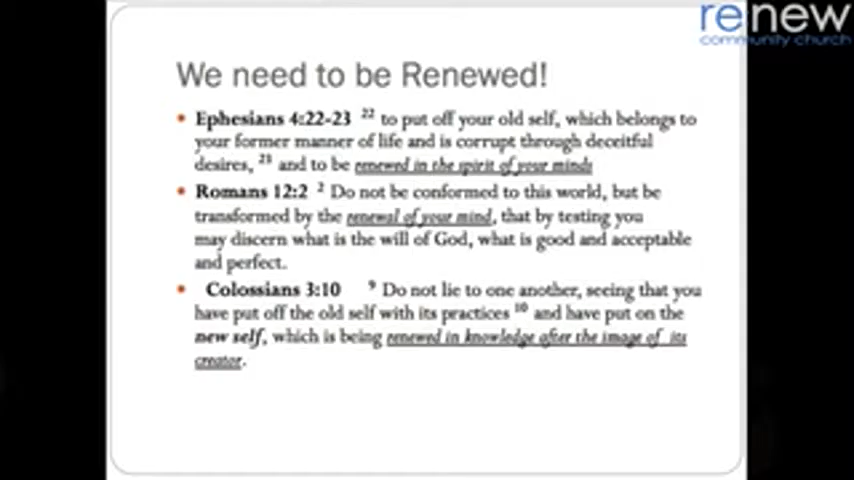 renew
community church
We need to be Renewed!
• Ephesians 4:22-23 ²² to put off your old self, which belongs to
your former manner of life and is corrupt through deceitful
desires, ²³ and to be renewed in the spirit of your minds
• Romans 12:2 ² Do not be conformed to this world, but be
transformed by the renewal of your mind, that by testing you
may discern what is the will of God, what is good and acceptable
and perfect.
• Colossians 3:10 ⁹ Do not lie to one another, seeing that you
have put off the old self with its practices ¹⁰ and have put on the
new self, which is being renewed in knowledge after the image of its
creator.